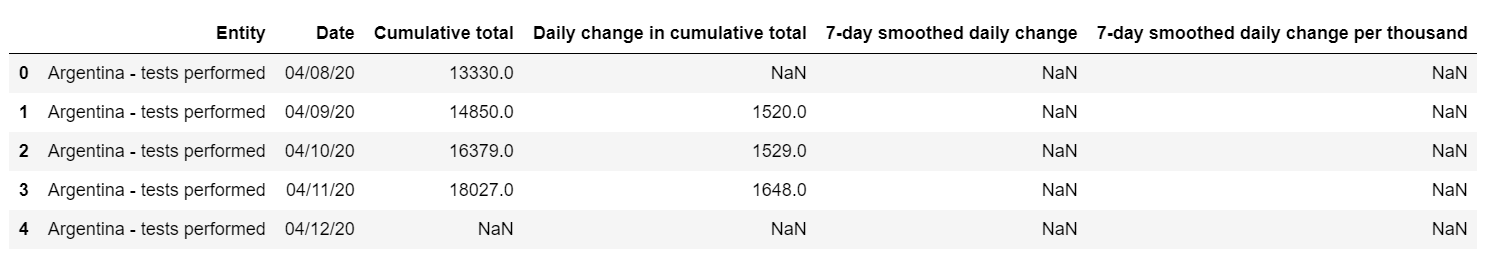 Entity Date Cumulative total Daily change in cumulative total 7-day smoothed daily change 7-day smoothed daily change per thousand
0 Argentina - tests performed 04/08/20 13330.0 NaN NaN NaN
1 Argentina - tests performed 04/09/20 14850.0 1520.0 NaN NaN
2 Argentina - tests performed 04/10/20 16379.0 1529.0 NaN NaN
3 Argentina - tests performed 04/11/20 18027.0 1648.0 NaN NaN
4 Argentina - tests performed 04/12/20 NaN NaN NaN NaN